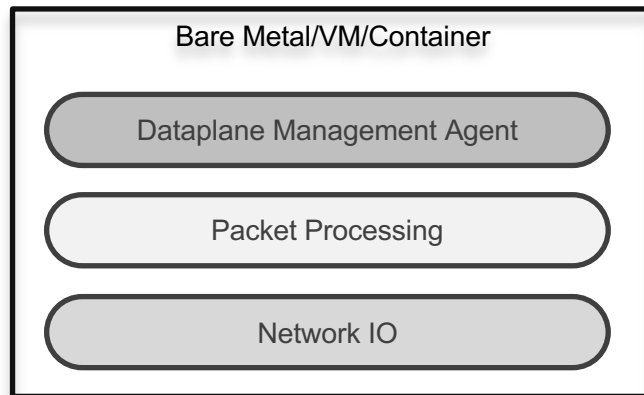 Bare Metal/VM/Container
Dataplane Management Agent
Packet Processing
Network IO